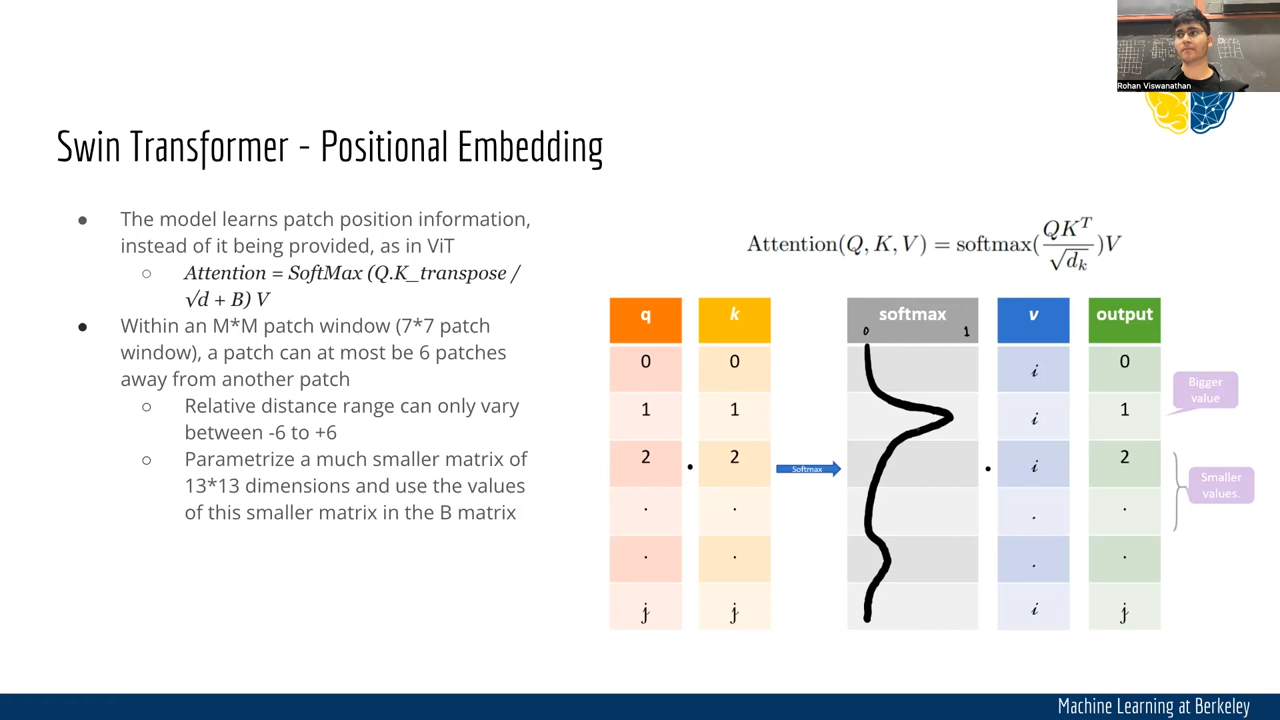 Rohan Viswanathan
Swin Transformer - Positional Embedding
● The model learns patch position information,
instead of it being provided, as in ViT
○ Attention = SoftMax (Q.K_transpose /
√d + B) V
● Within an M*M patch window (7*7 patch
window), a patch can at most be 6 patches
away from another patch
○ Relative distance range can only vary
between -6 to +6
○ Parametrize a much smaller matrix of
13*13 dimensions and use the values
of this smaller matrix in the B matrix
Attention(Q, K, V) = softmax(QK^T / √d_k)V
q k softmax v output
0 1
0 0 i 0
1 1 i 1
2 . 2 Softmax . i 2
. . . .
. . . .
j j i j
Bigger
value
Smaller
values.
Machine Learning at Berkeley